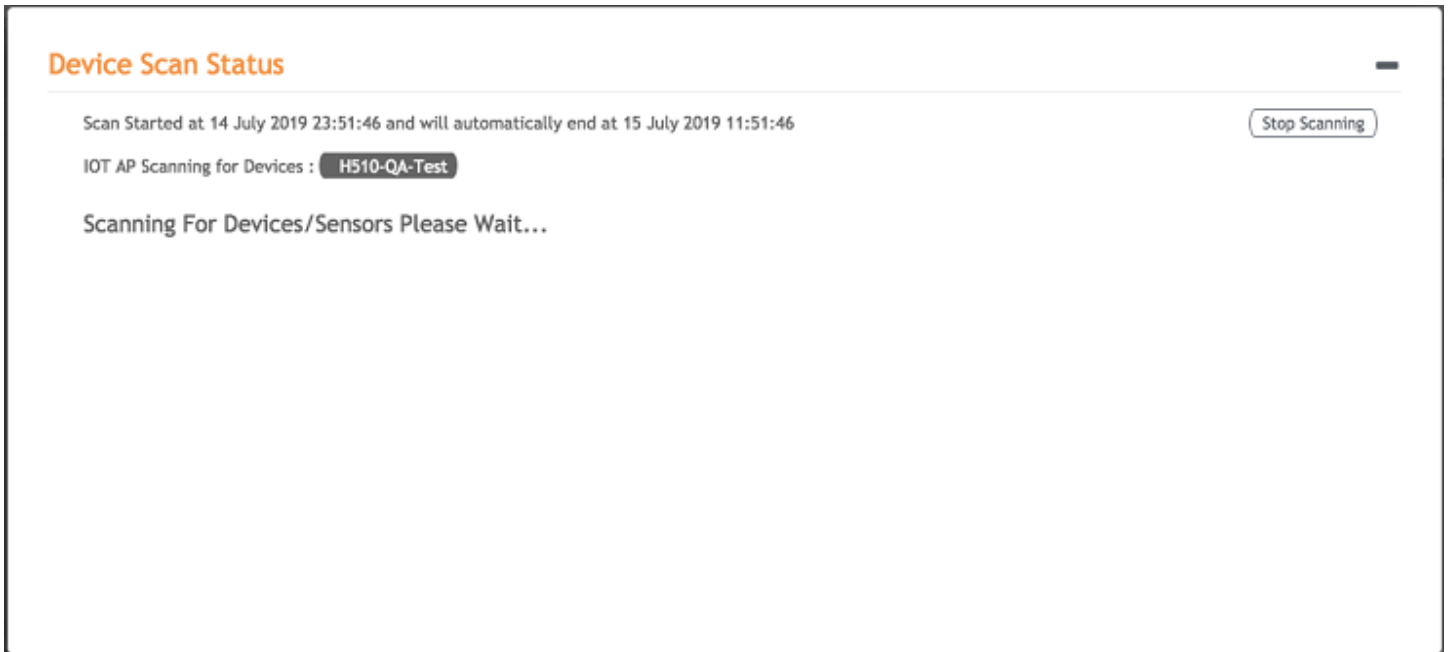 Device Scan Status
Scan Started at 14 July 2019 23:51:46 and will automatically end at 15 July 2019 11:51:46
Stop Scanning
IOT AP Scanning for Devices : H510-QA-Test
Scanning For Devices/Sensors Please Wait...